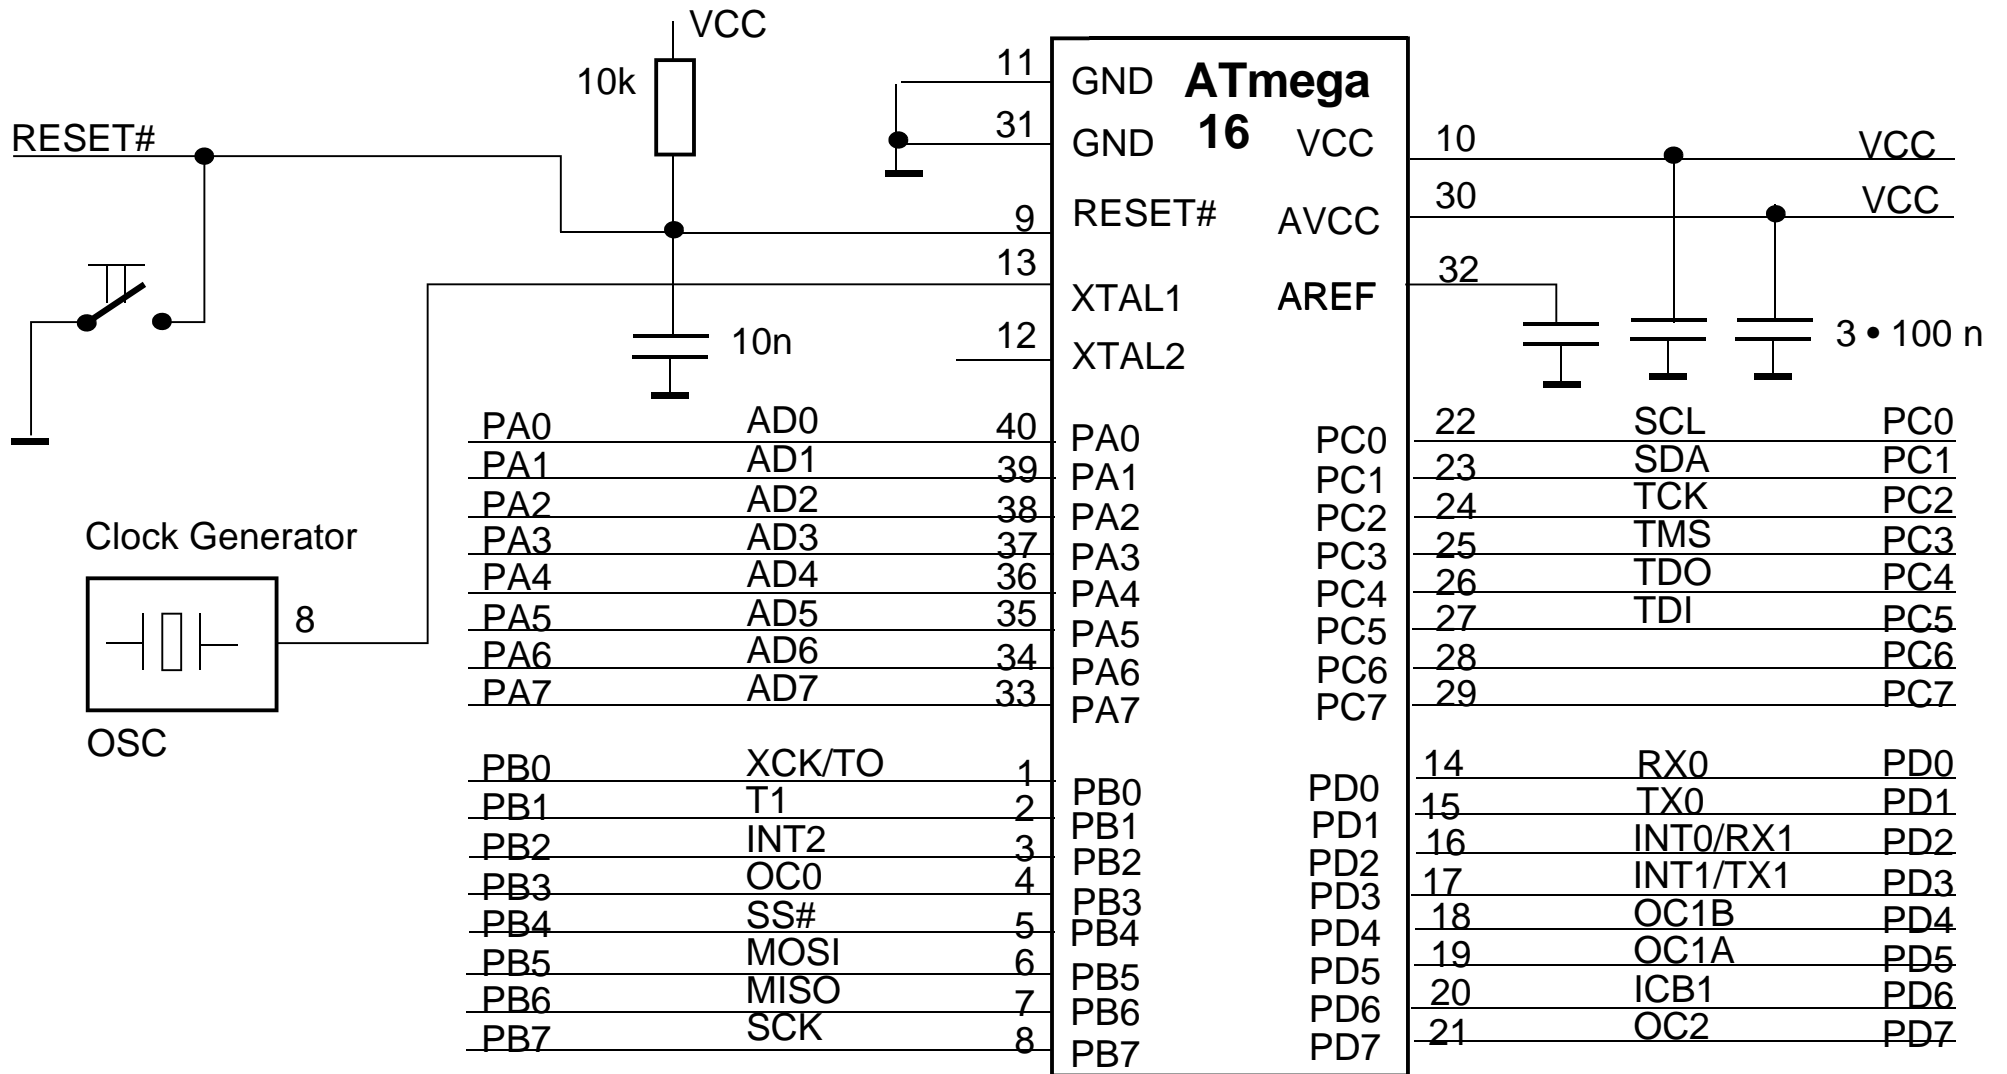 VCC
10k
RESET#
11 GND ATmega
31 GND 16 VCC 10 VCC
9 RESET# AVCC 30 VCC
13 XTAL1 AREF 32
10n
12 XTAL2
3 • 100 n
PA0 AD0 40 PA0
PA1 AD1 39 PA1
PA2 AD2 38 PA2
PA3 AD3 37 PA3
PA4 AD4 36 PA4
PA5 AD5 35 PA5
PA6 AD6 34 PA6
PA7 AD7 33 PA7
PC0 22 SCL PC0
PC1 23 SDA PC1
PC2 24 TCK PC2
PC3 25 TMS PC3
PC4 26 TDO PC4
PC5 27 TDI PC5
PC6 28 PC6
PC7 29 PC7
Clock Generator
8
OSC
PB0 XCK/TO 1 PB0
PB1 T1 2 PB1
PB2 INT2 3 PB2
PB3 OC0 4 PB3
PB4 SS# 5 PB4
PB5 MOSI 6 PB5
PB6 MISO 7 PB6
PB7 SCK 8 PB7
PD0 14 RX0 PD0
PD1 15 TX0 PD1
PD2 16 INT0/RX1 PD2
PD3 17 INT1/TX1 PD3
PD4 18 OC1B PD4
PD5 19 OC1A PD5
PD6 20 ICB1 PD6
PD7 21 OC2 PD7